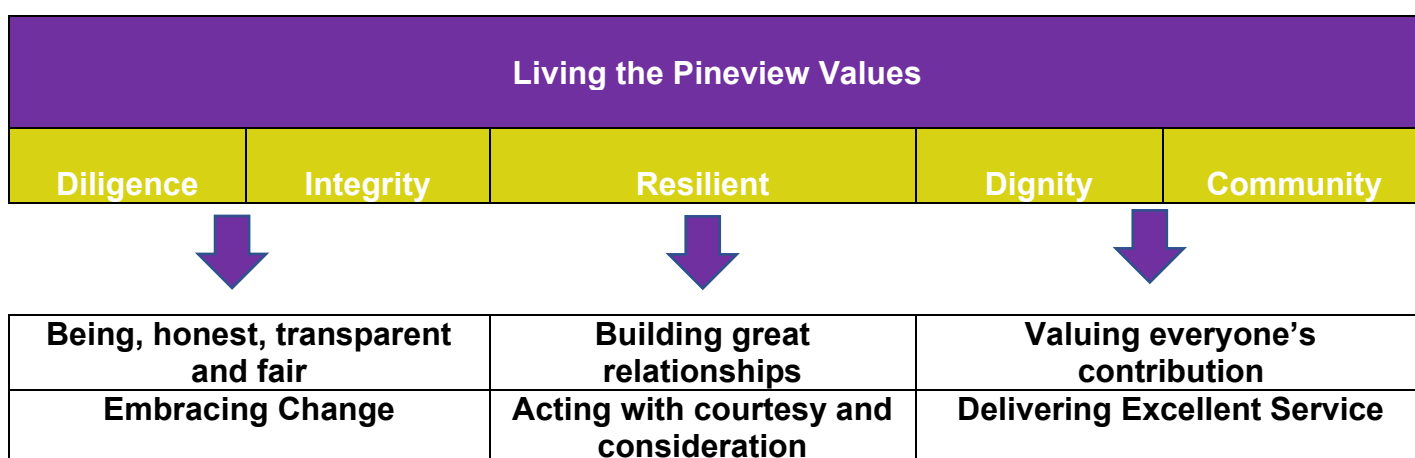 Living the Pineview Values
Diligence Integrity Resilient Dignity Community
Being, honest, transparent
and fair
Building great
relationships
Valuing everyone’s
contribution
Embracing Change
Acting with courtesy and
consideration
Delivering Excellent Service